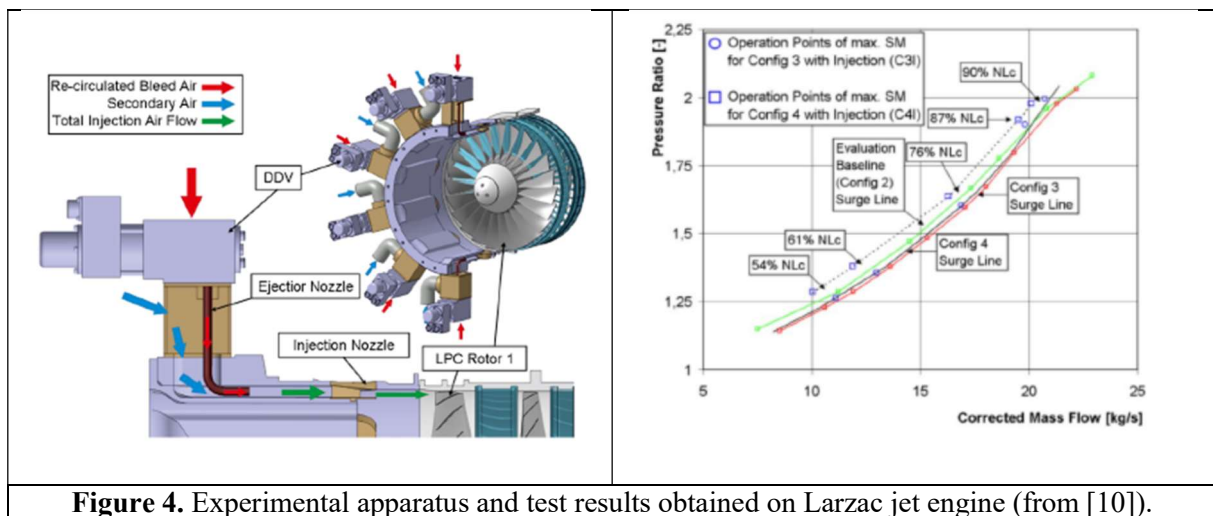 Re-circulated Bleed Air
Secondary Air
Total Injection Air Flow
DDV
Ejectior Nozzle
Injection Nozzle
LPC Rotor 1
Pressure Ratio [-]
2,25
2
1,75
1,5
1,25
1
Operation Points of max. SM
for Config 3 with Injection (C3I)
Operation Points of max. SM
for Config 4 with Injection (C4I)
90% NLc
87% NLc
Evaluation
Baseline
(Config 2)
Surge Line
76% NLc
Config 3
Surge Line
61% NLc
54% NLc
Config 4
Surge Line
5
10
15
20
25
Corrected Mass Flow [kg/s]
Figure 4. Experimental apparatus and test results obtained on Larzac jet engine (from [10]).